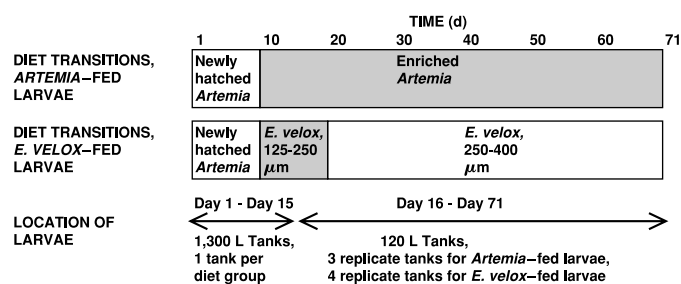 TIME (d)
1 10 20 30 40 50 60 71
DIET TRANSITIONS,
ARTEMIA–FED
LARVAE
Newly
hatched
Artemia
Enriched
Artemia
DIET TRANSITIONS,
E. VELOX–FED
LARVAE
Newly
hatched
Artemia
E. velox,
125-250
μm
E. velox,
250-400
μm
LOCATION OF
LARVAE
Day 1 - Day 15
Day 16 - Day 71
1,300 L Tanks,
1 tank per
diet group
120 L Tanks,
3 replicate tanks for Artemia–fed larvae,
4 replicate tanks for E. velox–fed larvae